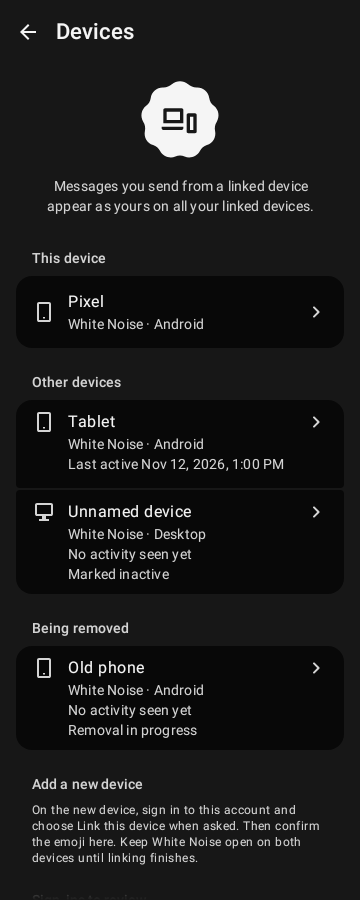 Devices
Messages you send from a linked device
appear as yours on all your linked devices.
This device
Pixel
White Noise · Android
Other devices
Tablet
White Noise · Android
Last active Nov 12, 2026, 1:00 PM
Unnamed device
White Noise · Desktop
No activity seen yet
Marked inactive
Being removed
Old phone
White Noise · Android
No activity seen yet
Removal in progress
Add a new device
On the new device, sign in to this account and
choose Link this device when asked. Then confirm
the emoji here. Keep White Noise open on both
devices until linking finishes.